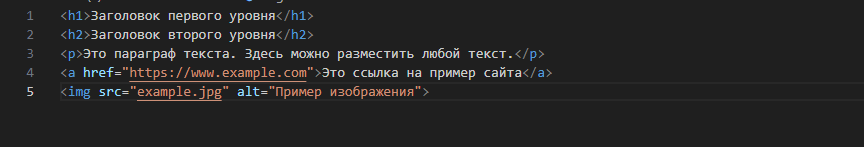 1 <h1>Заголовок первого уровня</h1>
2 <h2>Заголовок второго уровня</h2>
3 <p>Это параграф текста. Здесь можно разместить любой текст.</p>
4 <a href="https://www.example.com">Это ссылка на пример сайта</a>
5 <img src="example.jpg" alt="Пример изображения">